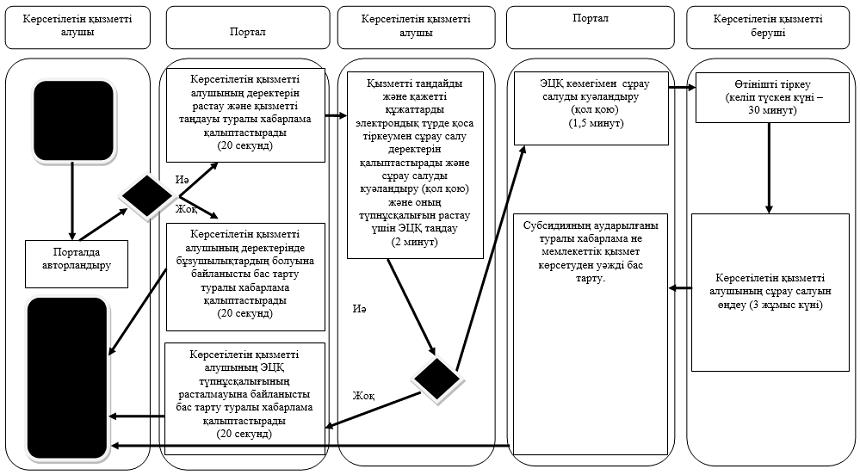 Көрсетілетін қызметті
алушы
Портал
Көрсетілетін қызметті
алушы
Портал
Көрсетілетін қызметті
беруші
Порталда
авторландыру
Көрсетілетін қызметті
алушының деректерін
растау және қызметті
таңдауы туралы хабарлама
қалыптастырады
(20 секунд)
Иә
Жоқ
Көрсетілетін қызметті
алушының деректерінде
бұзушылықтардың болуына
байланысты бас тарту
туралы хабарлама
қалыптастырады
(20 секунд)
Көрсетілетін қызметті
алушының ЭЦҚ
түпнұсқалығының
расталмауына байланысты
бас тарту туралы хабарлама
қалыптастырады
(20 секунд)
Қызметті таңдайды
және қажетті
құжаттарды
электрондық түрде қоса
тіркеумен сұрау салу
деректерін
қалыптастырады және
сұрау салуды
куәландыру (қол қою)
және оның
түпнұсқалығын растау
үшін ЭЦҚ таңдау
(2 минут)
Иә
Жоқ
ЭЦҚ көмегімен сұрау
салуды куәландыру
(қол қою)
(1,5 минут)
Субсидияның аударылғаны
туралы хабарлама не
мемлекеттік қызмет
көрсетуден уәжді бас
тарту.
Өтінішті тіркеу
(келіп түскен күні –
30 минут)
Көрсетілетін қызметті
алушының сұрау салуын
өңдеу (3 жұмыс күні)